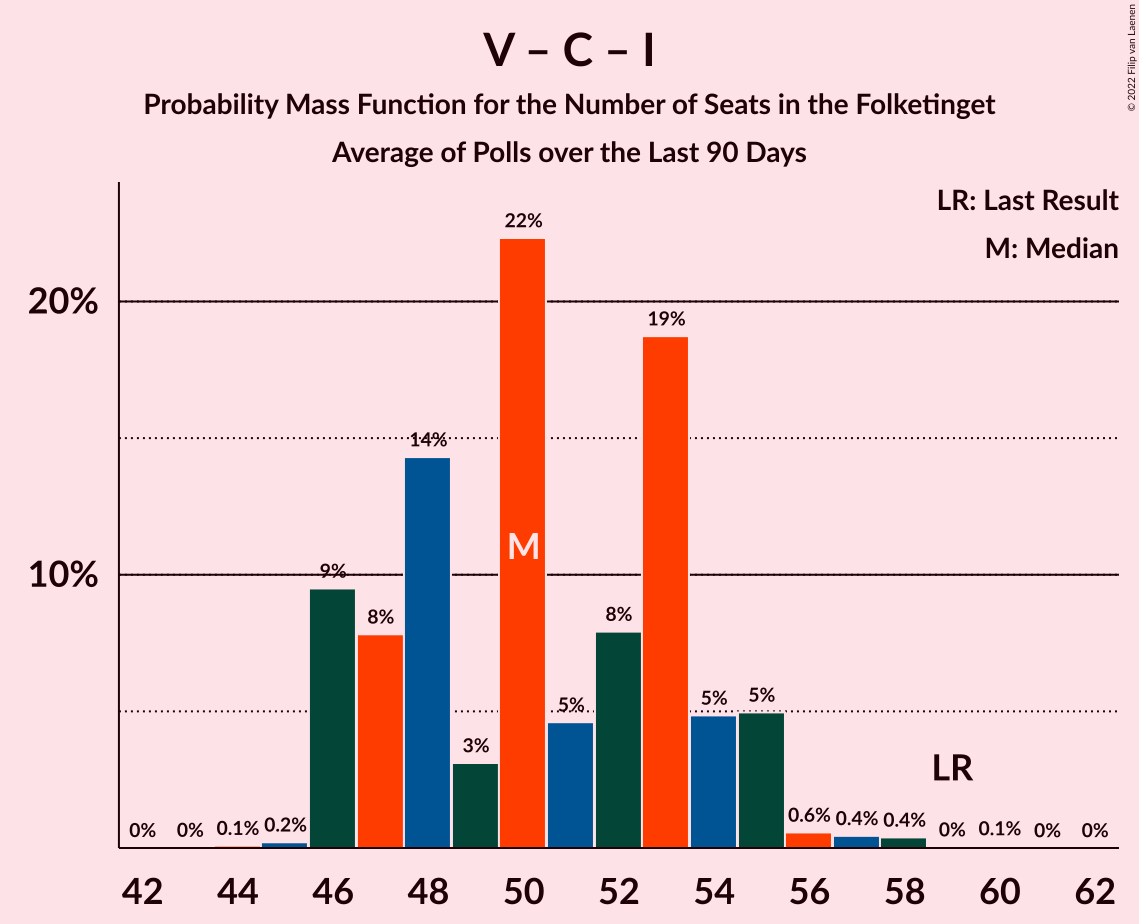 V – C – I
Probability Mass Function for the Number of Seats in the Folketinget
Average of Polls over the Last 90 Days
© 2022 Filip van Laenen
LR: Last Result
M: Median
20%
10%
0%
0%
0.1%
0.2%
9%
8%
14%
3%
22%
5%
8%
19%
5%
5%
0.6%
0.4%
0.4%
0%
0.1%
0%
0%
M
LR
42 44 46 48 50 52 54 56 58 60 62